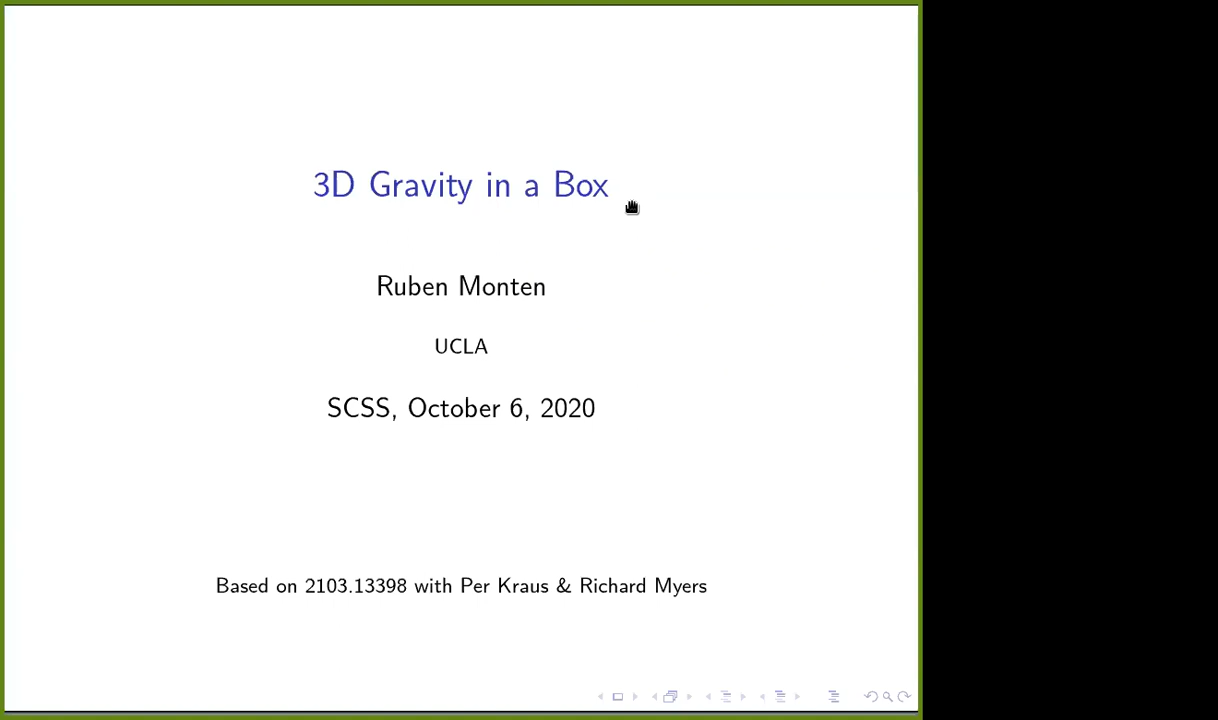 3D Gravity in a Box
Ruben Monten
UCLA
SCSS, October 6, 2020
Based on 2103.13398 with Per Kraus & Richard Myers